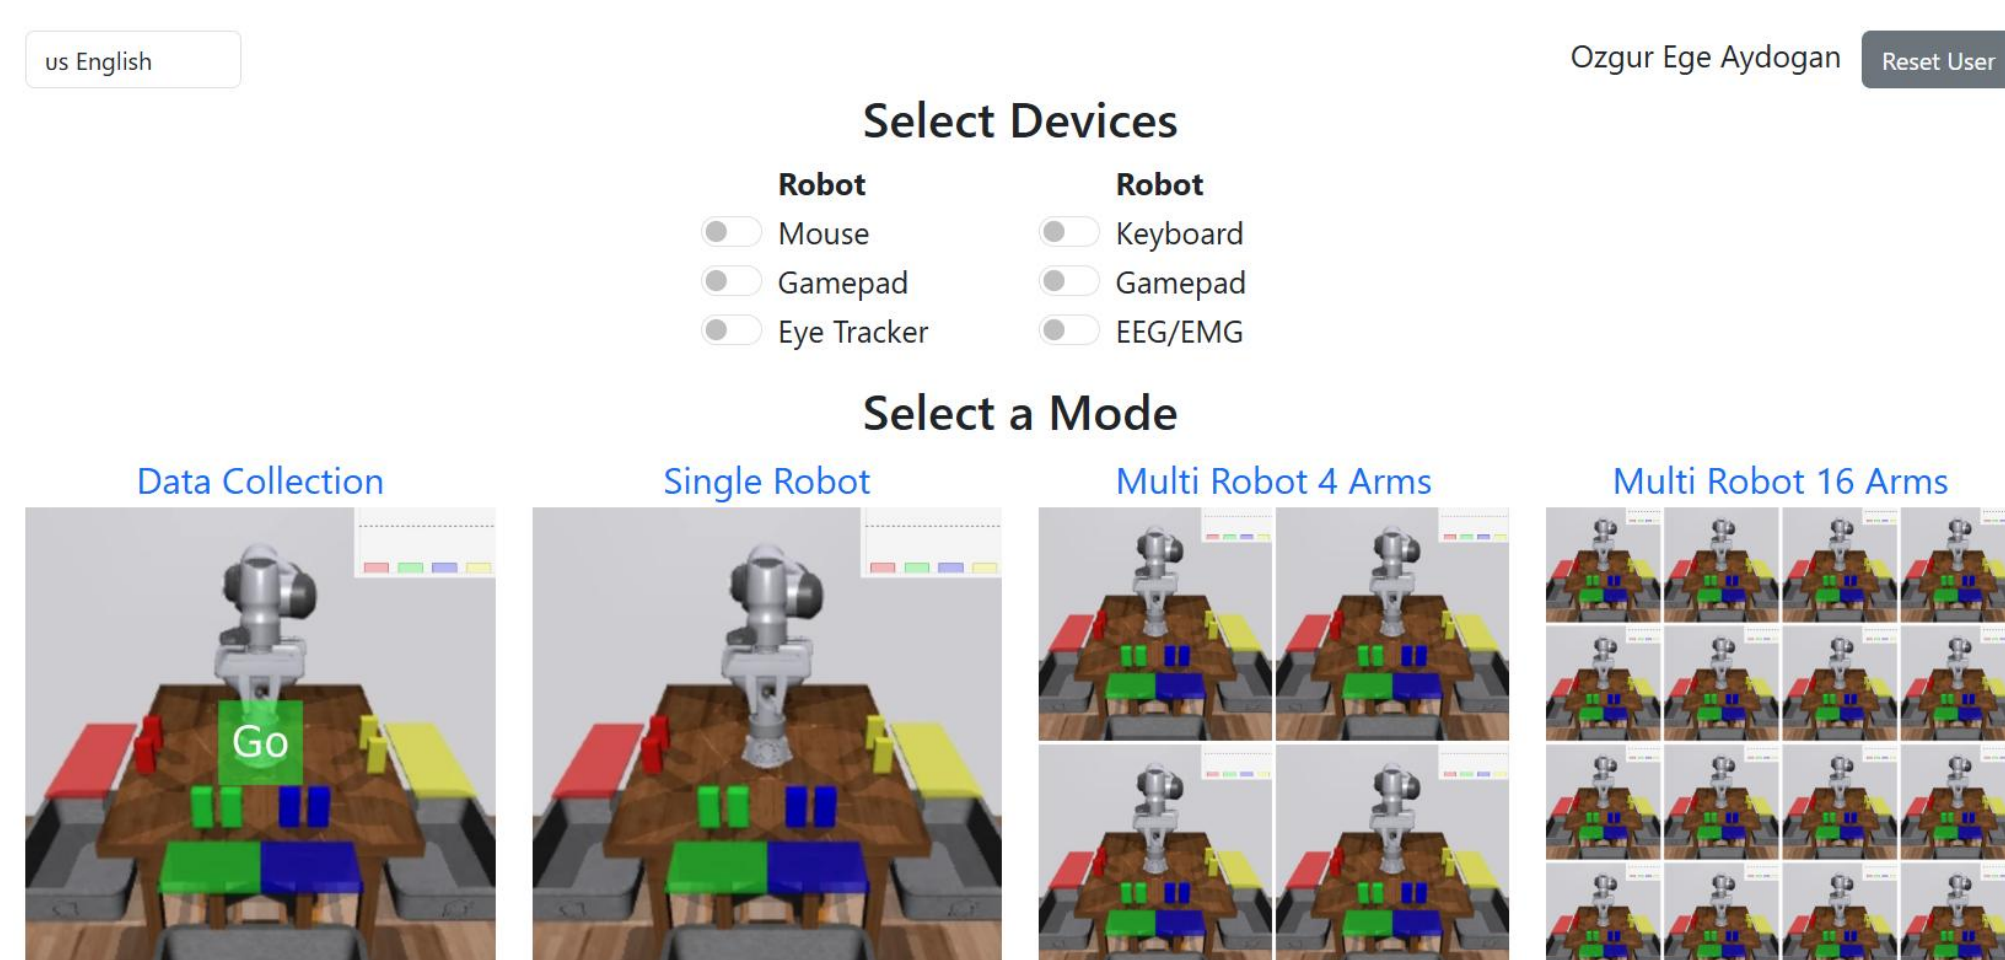 us English
Ozgur Ege Aydogan
Reset User
Select Devices
Robot
Robot
Mouse
Keyboard
Gamepad
Gamepad
Eye Tracker
EEG/EMG
Select a Mode
Data Collection
Single Robot
Multi Robot 4 Arms
Multi Robot 16 Arms
Go